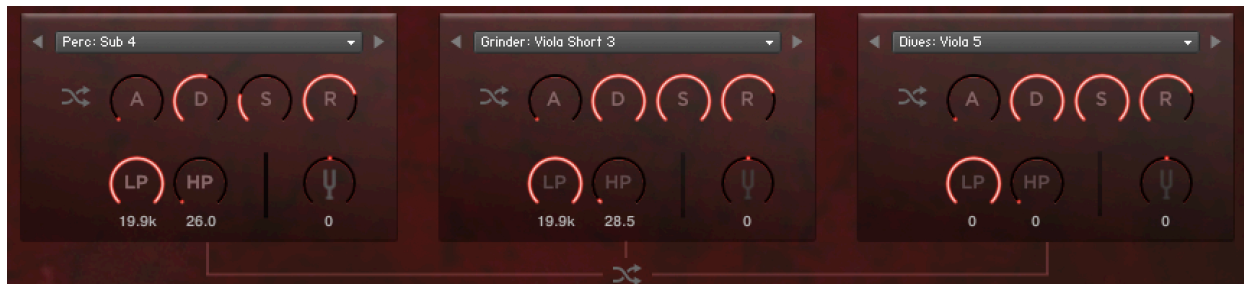 Perc: Sub 4
A D S R
LP HP
19.9k 26.0 0
Grinder: Viola Short 3
A D S R
LP HP
19.9k 28.5 0
Dives: Viola 5
A D S R
LP HP
0 0 0